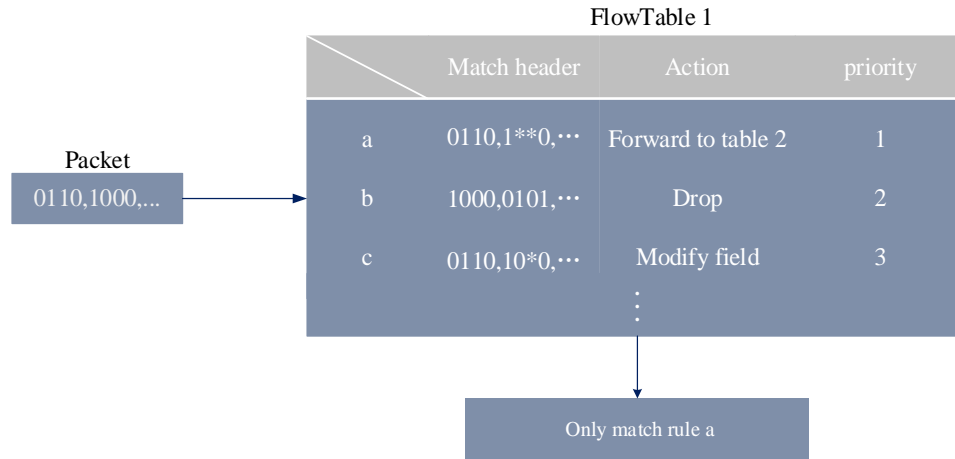 FlowTable 1
Match header Action priority
a 0110,1**0,⋯ Forward to table 2 1
Packet
0110,1000,...
b 1000,0101,⋯ Drop 2
c 0110,10*0,⋯ Modify field 3
⋮
Only match rule a